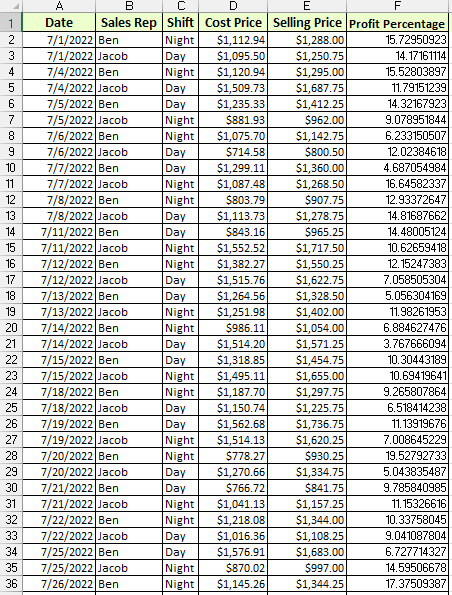 A B C D E F
1 Date Sales Rep Shift Cost Price Selling Price Profit Percentage
2 7/1/2022 Ben Night $1,112.94 $1,288.00 15.72950923
3 7/1/2022 Jacob Day $1,095.50 $1,250.75 14.17161114
4 7/4/2022 Ben Night $1,120.94 $1,295.00 15.52803897
5 7/4/2022 Jacob Day $1,509.73 $1,687.75 11.79151239
6 7/5/2022 Ben Day $1,235.33 $1,412.25 14.32167923
7 7/5/2022 Jacob Night $881.93 $962.00 9.078951844
8 7/6/2022 Ben Night $1,075.70 $1,142.75 6.233150507
9 7/6/2022 Jacob Day $714.58 $800.50 12.02384618
10 7/7/2022 Ben Day $1,299.11 $1,360.00 4.687054984
11 7/7/2022 Jacob Night $1,087.48 $1,268.50 16.64582337
12 7/8/2022 Ben Night $803.79 $907.75 12.93372647
13 7/8/2022 Jacob Day $1,113.73 $1,278.75 14.81687662
14 7/11/2022 Ben Day $843.16 $965.25 14.48005124
15 7/11/2022 Jacob Night $1,552.52 $1,717.50 10.62659418
16 7/12/2022 Ben Night $1,382.27 $1,550.25 12.15247383
17 7/12/2022 Jacob Day $1,515.76 $1,622.75 7.058505304
18 7/13/2022 Ben Day $1,264.56 $1,328.50 5.056304169
19 7/13/2022 Jacob Night $1,251.98 $1,402.00 11.98261953
20 7/14/2022 Ben Night $986.11 $1,054.00 6.884627476
21 7/14/2022 Jacob Day $1,514.20 $1,571.25 3.767666094
22 7/15/2022 Ben Day $1,318.85 $1,454.75 10.30443189
23 7/15/2022 Jacob Night $1,495.11 $1,655.00 10.69419641
24 7/18/2022 Ben Night $1,187.70 $1,297.75 9.265807864
25 7/18/2022 Jacob Day $1,150.74 $1,225.75 6.518414238
26 7/19/2022 Ben Day $1,562.68 $1,736.75 11.13919676
27 7/19/2022 Jacob Night $1,514.13 $1,620.25 7.008645229
28 7/20/2022 Ben Night $778.27 $930.25 19.52792733
29 7/20/2022 Jacob Day $1,270.66 $1,334.75 5.043835487
30 7/21/2022 Ben Day $766.72 $841.75 9.785840985
31 7/21/2022 Jacob Night $1,041.13 $1,157.25 11.15326616
32 7/22/2022 Ben Night $1,218.08 $1,344.00 10.33758045
33 7/22/2022 Jacob Day $1,016.36 $1,108.25 9.041087804
34 7/25/2022 Ben Day $1,576.91 $1,683.00 6.727714327
35 7/25/2022 Jacob Night $870.02 $997.00 14.59506678
36 7/26/2022 Ben Night $1,145.26 $1,344.25 17.37509387